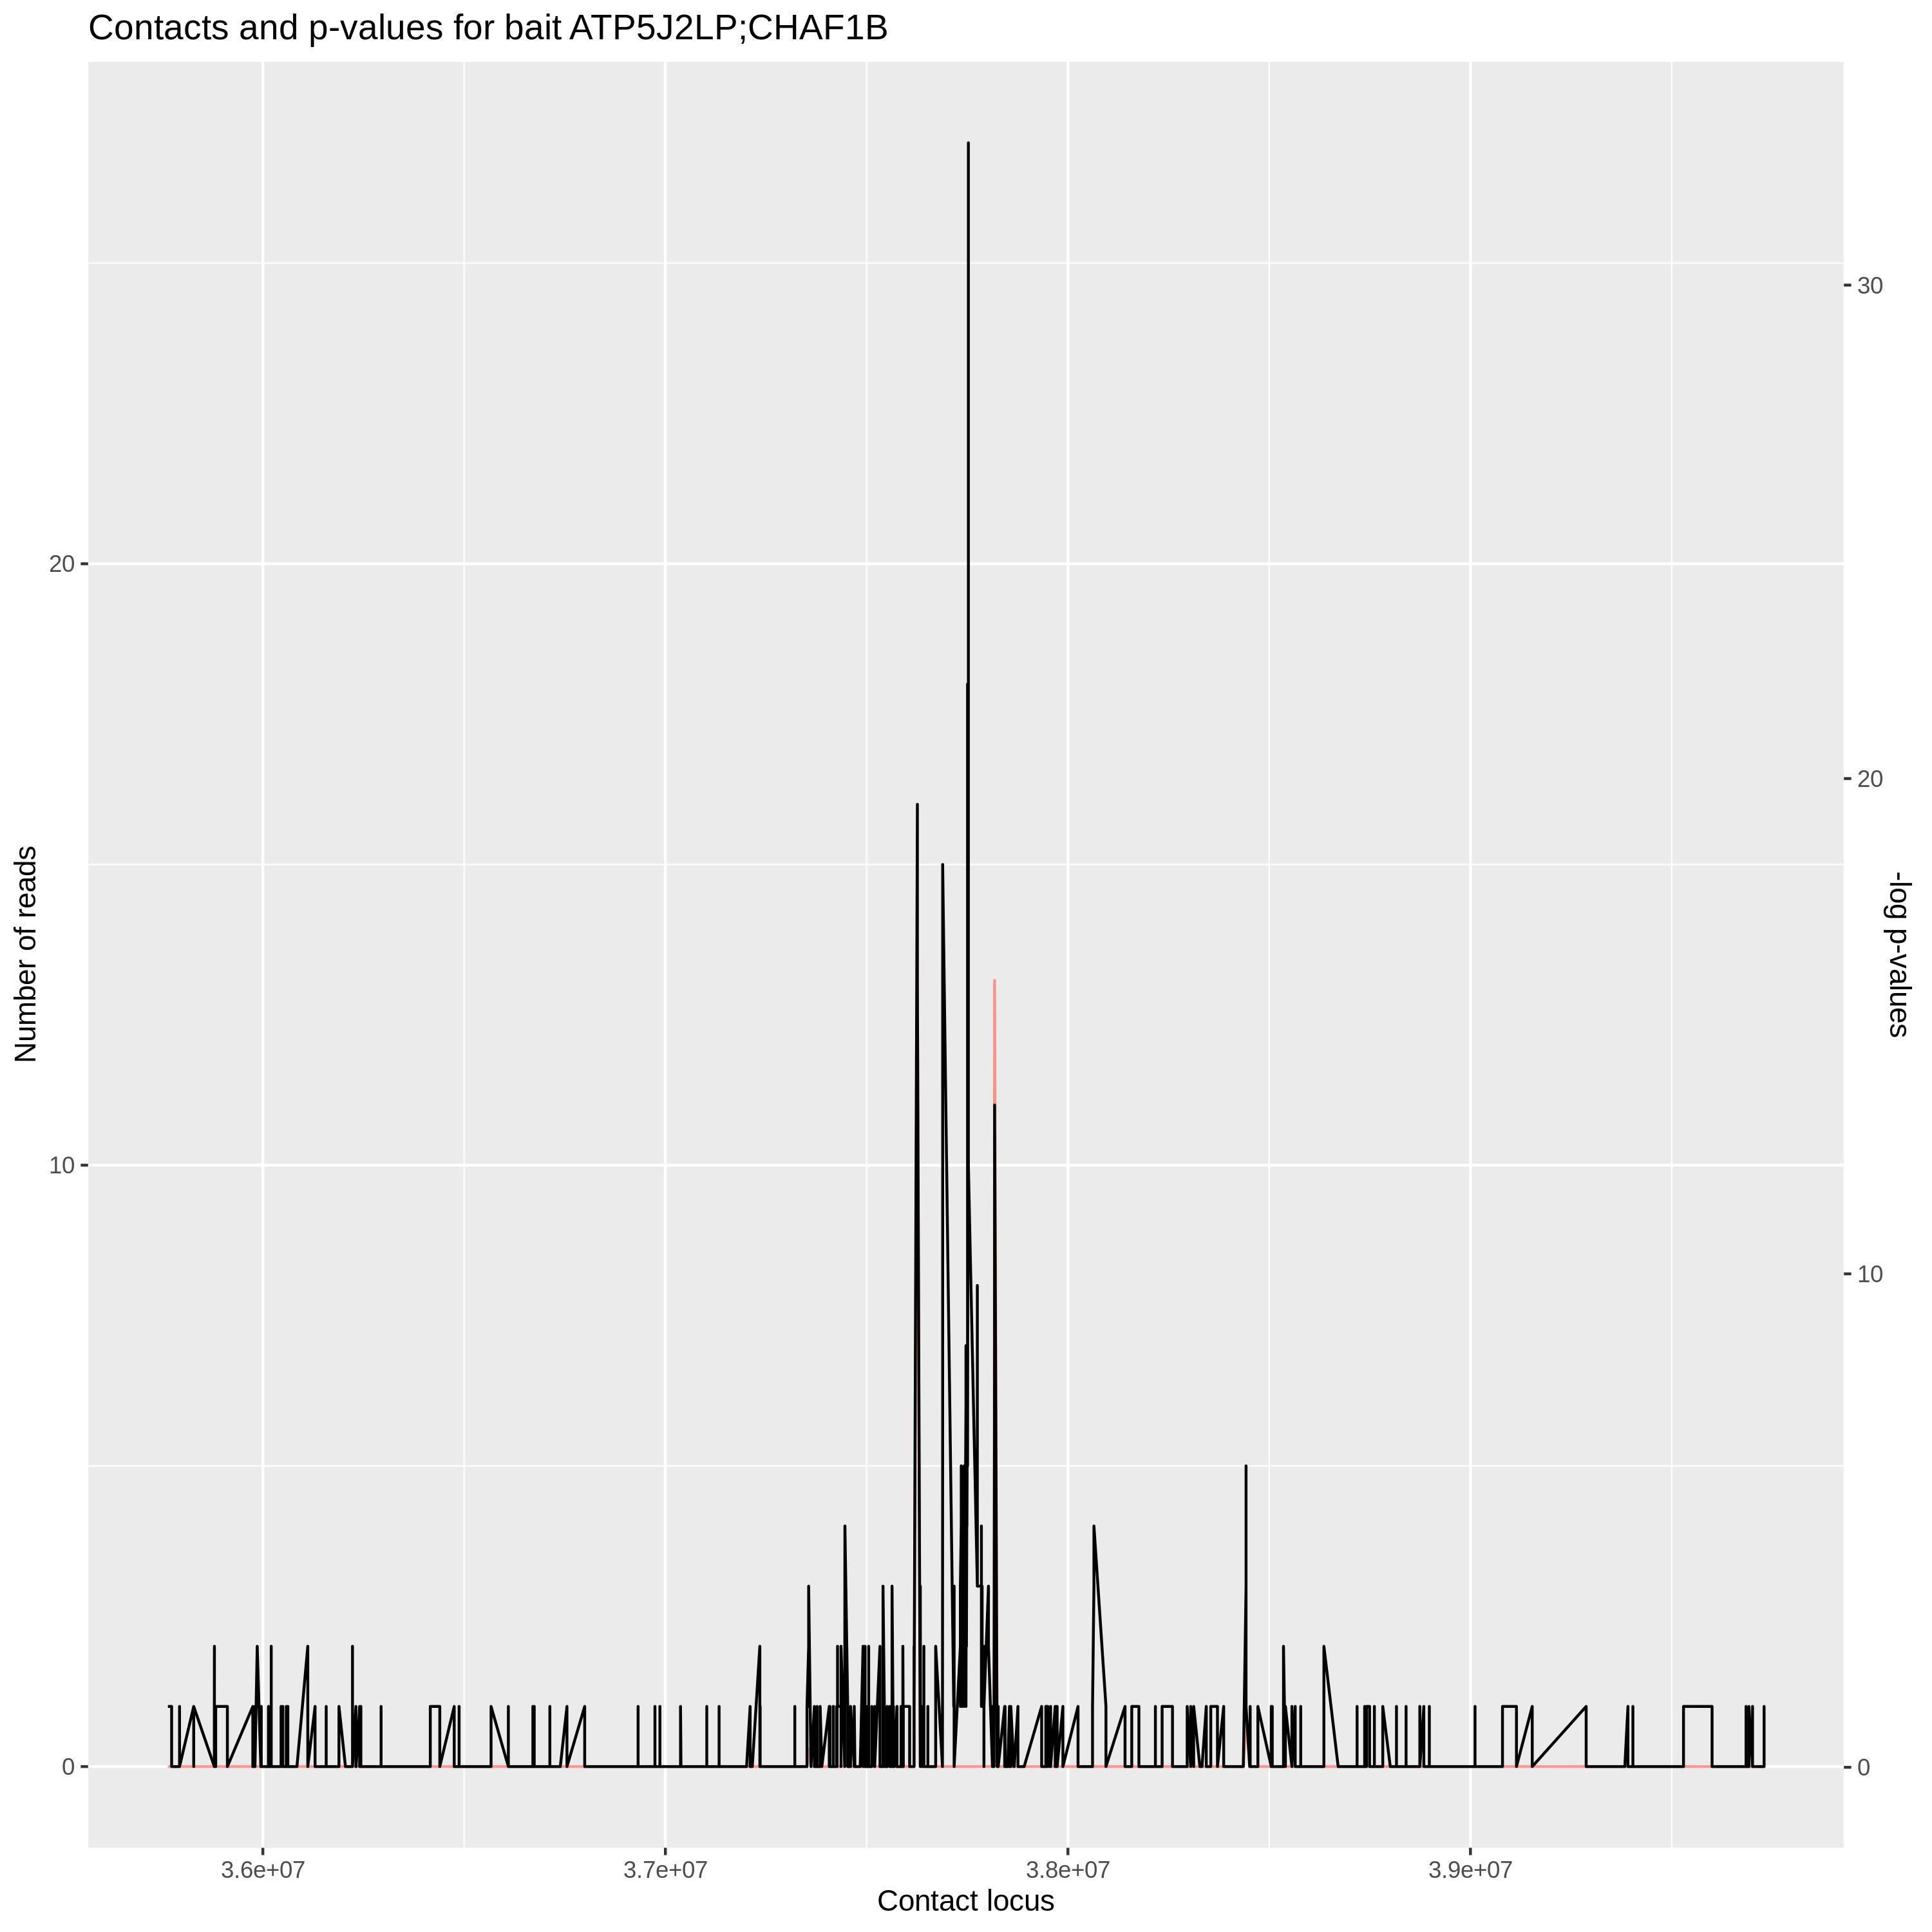 Contacts and p-values for bait ATP5J2LP;CHAF1B
Number of reads
20
10
0
30
20
10
0
-log p-values
3.6e+07
3.7e+07
3.8e+07
3.9e+07
Contact locus